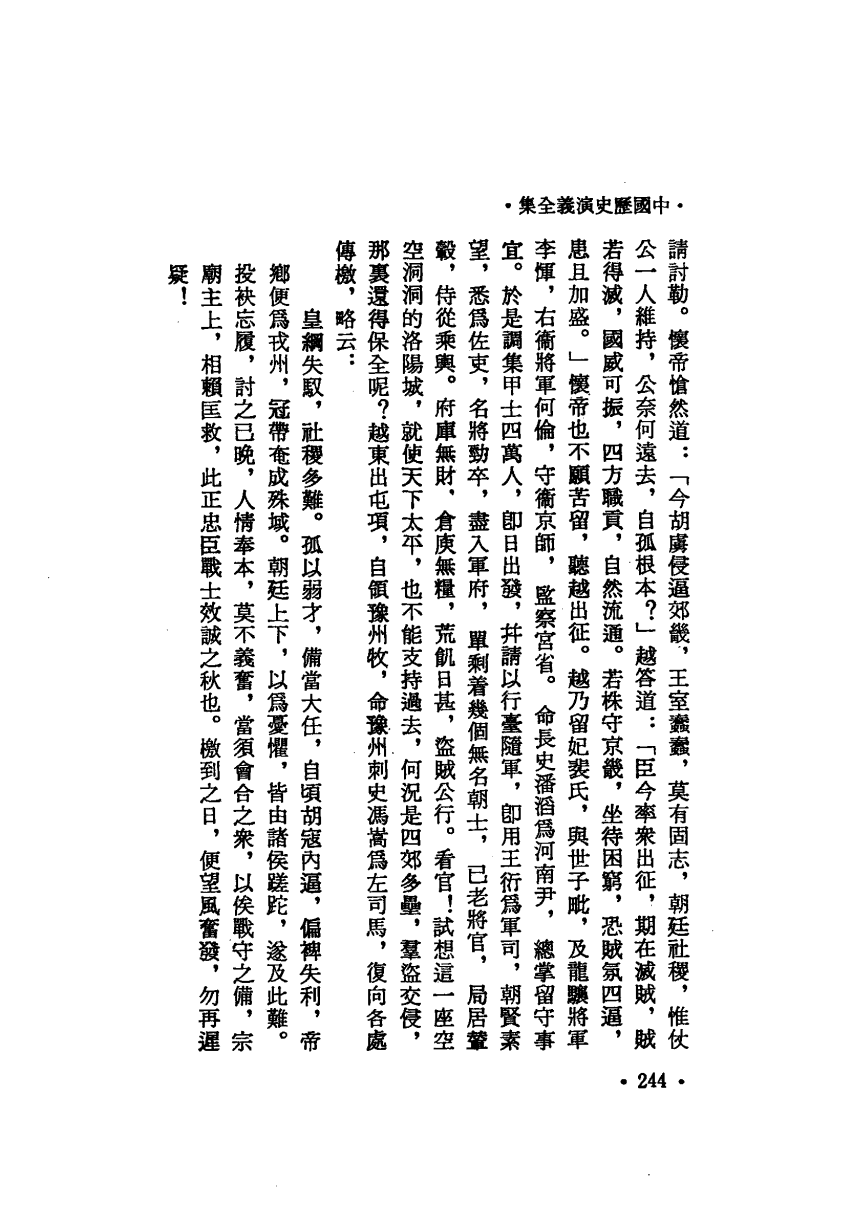 ·中國歷史演義全集·
請討勒。懷帝愴然道：「今胡虜侵逼郊畿，王室蠢蠢，莫有固志，朝廷社稷，惟仗
公一人維持，公奈何遠去，自孤根本？」越答道：「臣今率衆出征，期在滅賊，賊
若得滅，國威可振，四方職貢，自然流通。若株守京畿，坐待困窮，恐賊氛四逼，
患且加盛。」懷帝也不願苦留，聽越出征。越乃留妃裴氏，與世子毗，及龍驤將軍
李惲，右衞將軍何倫，守衞京師，監察宮省。命長史潘滔爲河南尹，總掌留守事
宜。於是調集甲士四萬人，卽日出發，幷請以行臺隨軍，卽用王衍爲軍司，朝賢素
望，悉爲佐吏，名將勁卒，盡入軍府，單剩着幾個無名朝士，已老將官，局居輦
轂，侍從乘輿。府庫無財，倉庾無糧，荒飢日甚，盜賊公行。看官！試想這一座空
空洞洞的洛陽城，就使天下太平，也不能支持過去，何況是四郊多壘，羣盜交侵，
那裏還得保全呢？越東出屯項，自領豫州牧，命豫州刺史馮嵩爲左司馬，復向各處
傳檄，略云：
皇綱失馭，社稷多難。孤以弱才，備當大任，自頃胡寇內逼，偏裨失利，帝
鄉便爲戎州，冠帶奄成殊域。朝廷上下，以爲憂懼，皆由諸侯蹉跎，遂及此難。
投袂忘履，討之已晚，人情奉本，莫不義奮，當須會合之衆，以俟戰守之備，宗
廟主上，相賴匡救，此正忠臣戰士效誠之秋也。檄到之日，便望風奮發，勿再遲
疑！
·244·